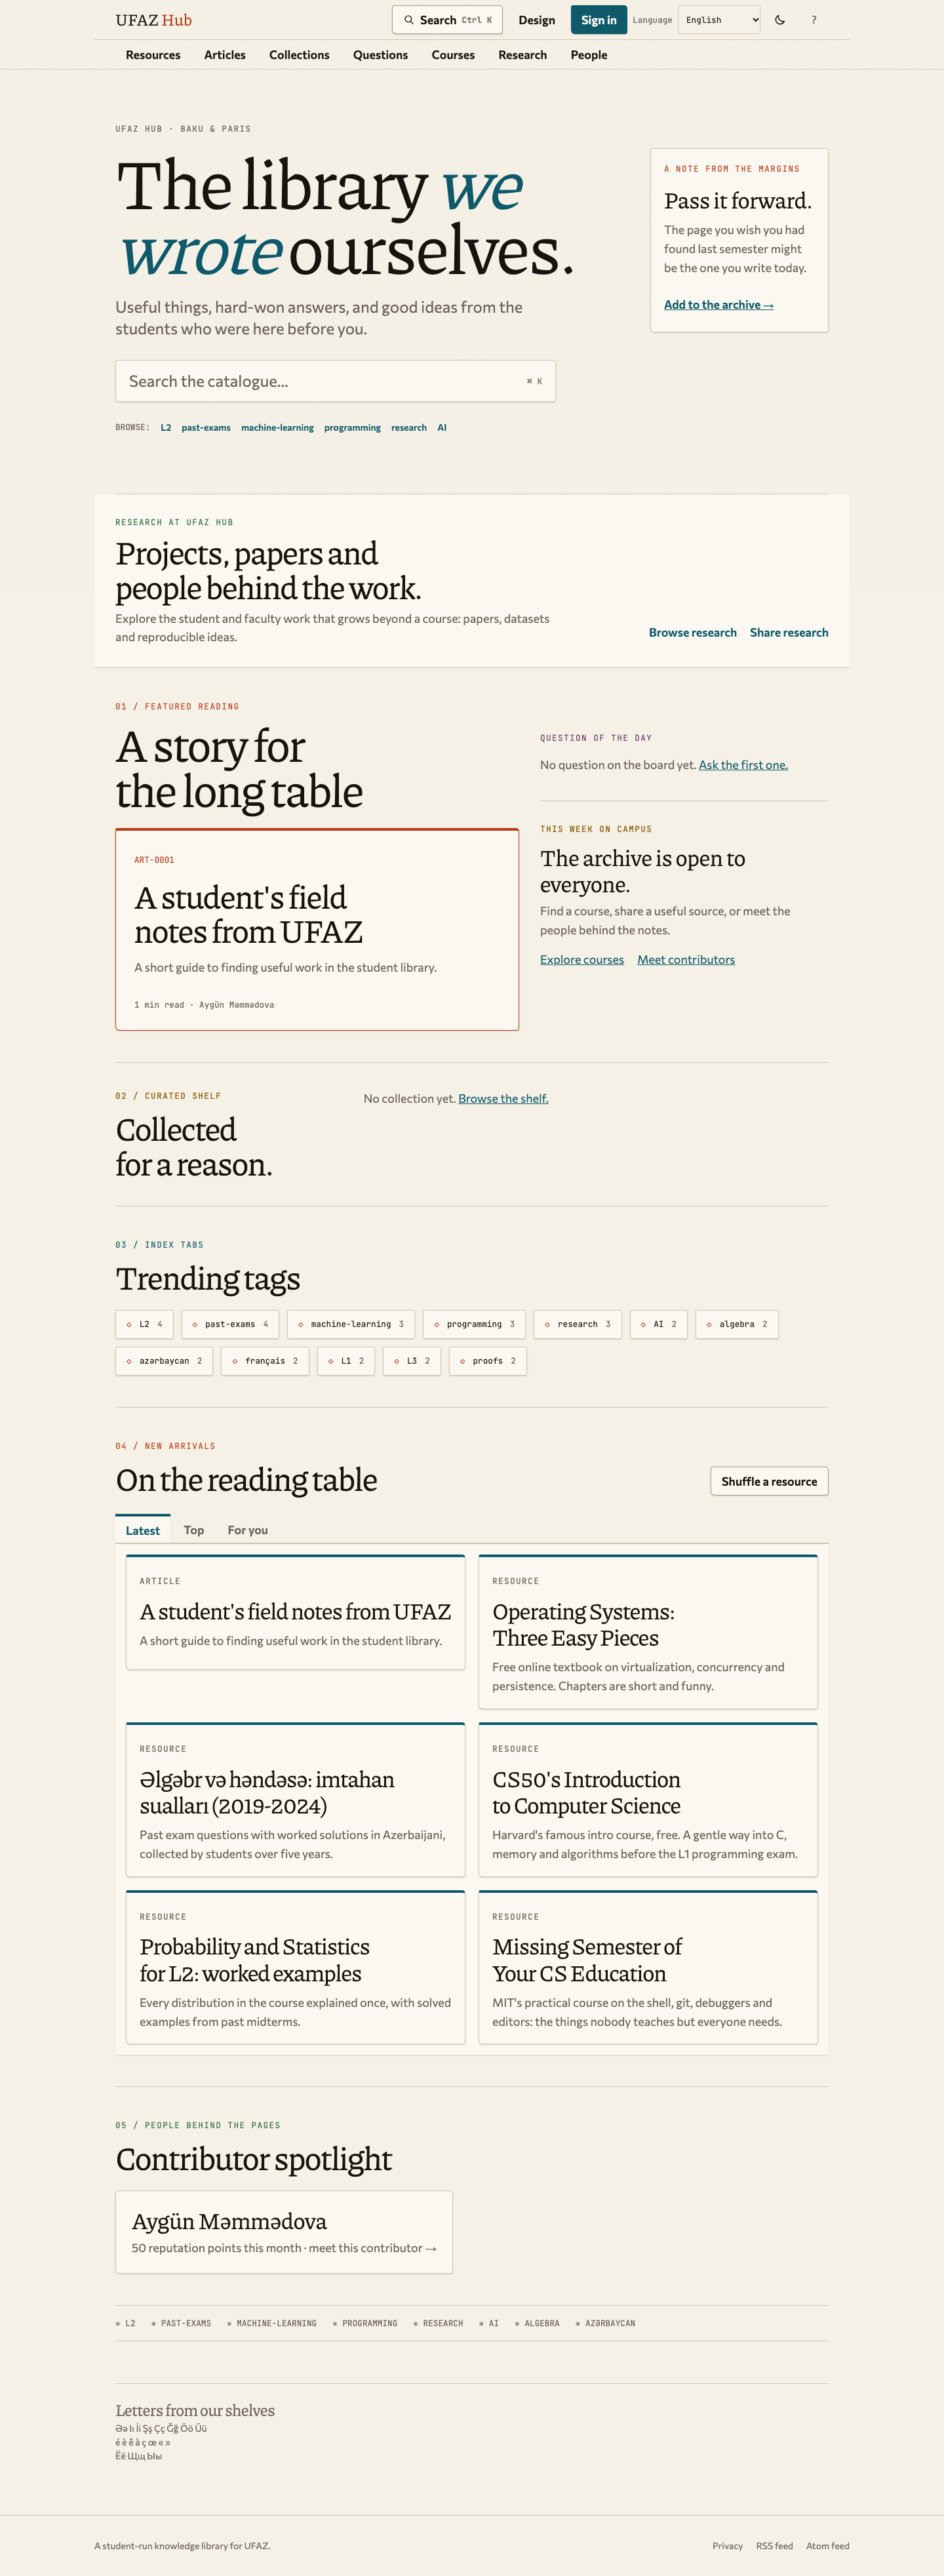 UFAZ Hub
Search Ctrl K
Design
Sign in
Language
English
?
Resources
Articles
Collections
Questions
Courses
Research
People
UFAZ HUB · BAKU & PARIS
The library we
wrote ourselves.
Useful things, hard-won answers, and good ideas from the
students who were here before you.
Search the catalogue... ⌘ K
BROWSE: L2 past-exams machine-learning programming research AI
A NOTE FROM THE MARGINS
Pass it forward.
The page you wish you had
found last semester might
be the one you write today.
Add to the archive →
RESEARCH AT UFAZ HUB
Projects, papers and
people behind the work.
Explore the student and faculty work that grows beyond a course: papers, datasets
and reproducible ideas.
Browse research
Share research
01 / FEATURED READING
A story for
the long table
ART-0001
A student's field
notes from UFAZ
A short guide to finding useful work in the student library.
1 min read · Aygün Məmmədova
QUESTION OF THE DAY
No question on the board yet. Ask the first one.
THIS WEEK ON CAMPUS
The archive is open to
everyone.
Find a course, share a useful source, or meet the
people behind the notes.
Explore courses
Meet contributors
02 / CURATED SHELF
Collected
for a reason.
No collection yet. Browse the shelf.
03 / INDEX TABS
Trending tags
◇ L2 4
◇ past-exams 4
◇ machine-learning 3
◇ programming 3
◇ research 3
◇ AI 2
◇ algebra 2
◇ azərbaycan 2
◇ français 2
◇ L1 2
◇ L3 2
◇ proofs 2
04 / NEW ARRIVALS
On the reading table
Shuffle a resource
Latest
Top
For you
ARTICLE
A student's field notes from UFAZ
A short guide to finding useful work in the student library.
RESOURCE
Operating Systems:
Three Easy Pieces
Free online textbook on virtualization, concurrency and
persistence. Chapters are short and funny.
RESOURCE
Əlgəbr və həndəsə: imtahan
sualları (2019-2024)
Past exam questions with worked solutions in Azerbaijani,
collected by students over five years.
RESOURCE
CS50's Introduction
to Computer Science
Harvard's famous intro course, free. A gentle way into C,
memory and algorithms before the L1 programming exam.
RESOURCE
Probability and Statistics
for L2: worked examples
Every distribution in the course explained once, with solved
examples from past midterms.
RESOURCE
Missing Semester of
Your CS Education
MIT's practical course on the shell, git, debuggers and
editors: the things nobody teaches but everyone needs.
05 / PEOPLE BEHIND THE PAGES
Contributor spotlight
Aygün Məmmədova
50 reputation points this month · meet this contributor →
✳ L2 ✳ PAST-EXAMS ✳ MACHINE-LEARNING ✳ PROGRAMMING ✳ RESEARCH ✳ AI ✳ ALGEBRA ✳ AZƏRBAYCAN
Letters from our shelves
Əə Iı İi Şş Çç Ğğ Öö Üü
é è ê à ç œ « »
Ёё Щщ Ыы
A student-run knowledge library for UFAZ.
Privacy
RSS feed
Atom feed